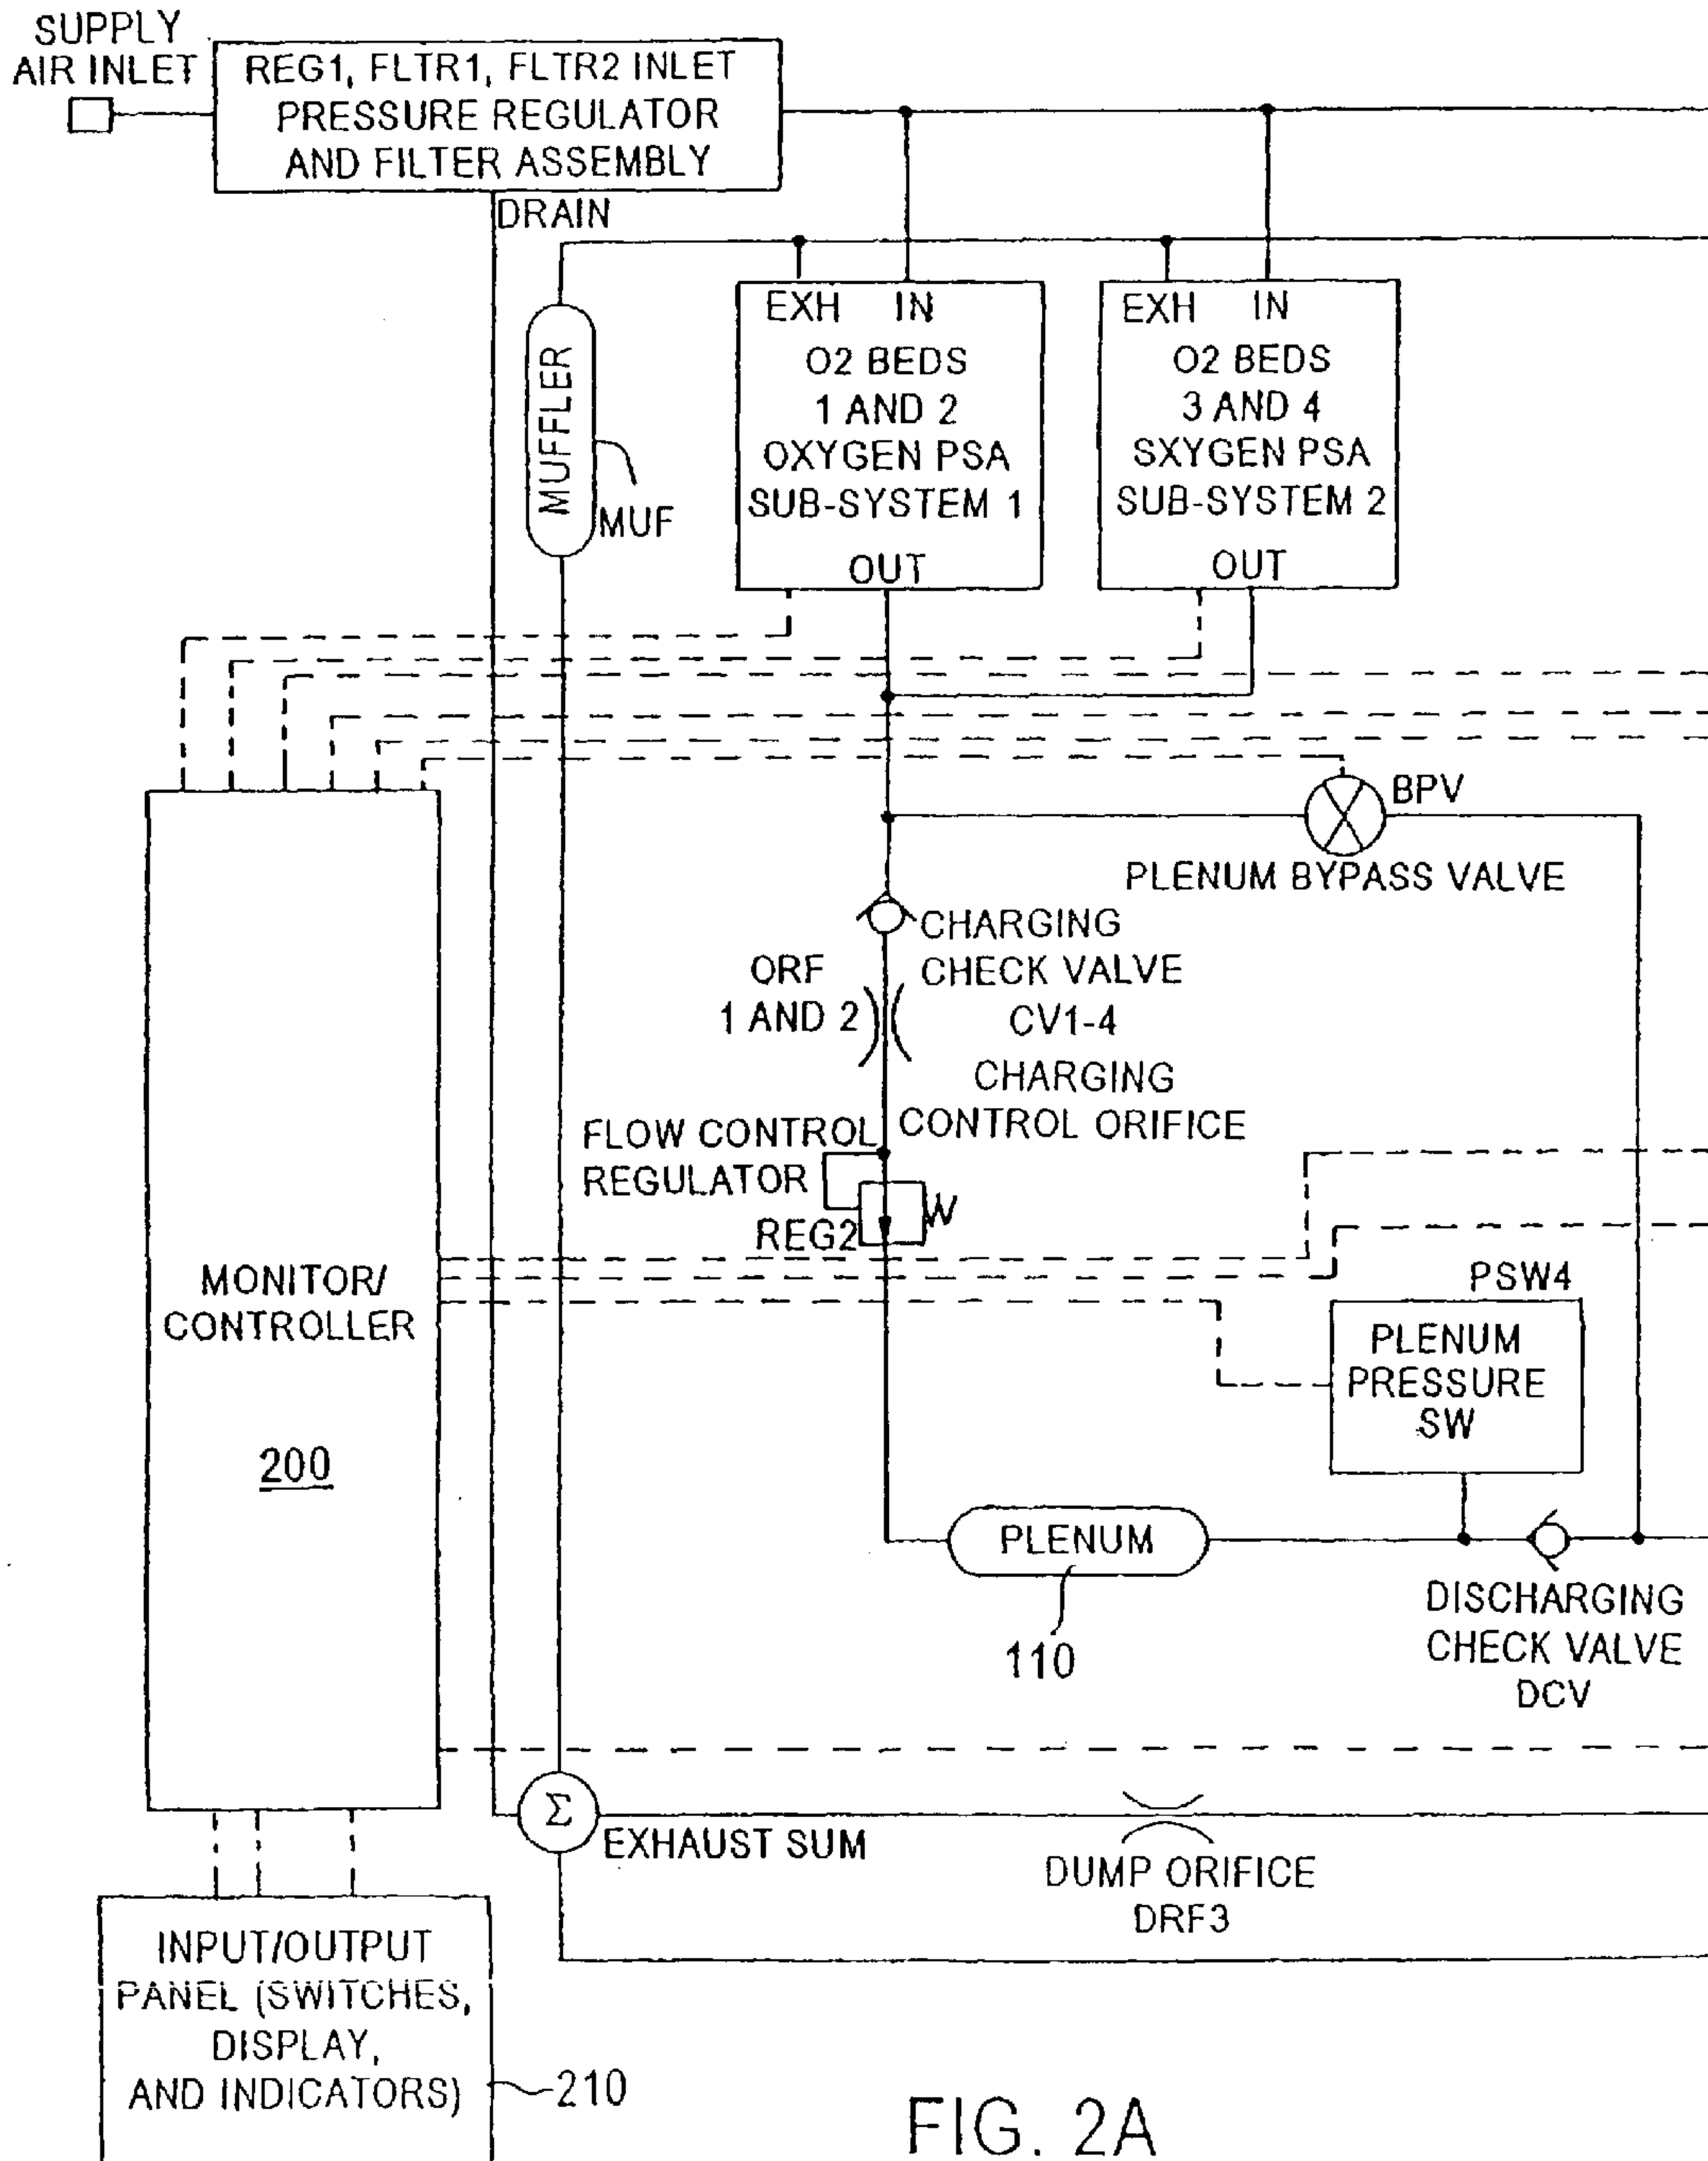 SUPPLY
AIR INLET
REG1, FLTR1, FLTR2 INLET
PRESSURE REGULATOR
AND FILTER ASSEMBLY
DRAIN
MUFFLER
MUF
EXH IN
O2 BEDS
1 AND 2
OXYGEN PSA
SUB-SYSTEM 1
OUT
EXH IN
O2 BEDS
3 AND 4
SXYGEN PSA
SUB-SYSTEM 2
OUT
BPV
PLENUM BYPASS VALVE
CHARGING
CHECK VALVE
CV1-4
ORF
1 AND 2
CHARGING
CONTROL ORIFICE
FLOW CONTROL
REGULATOR
REG2
MONITOR/
CONTROLLER
200
PSW4
PLENUM
PRESSURE
SW
PLENUM
110
DISCHARGING
CHECK VALVE
DCV
Σ
EXHAUST SUM
DUMP ORIFICE
DRF3
INPUT/OUTPUT
PANEL (SWITCHES,
DISPLAY,
AND INDICATORS)
210
FIG. 2A